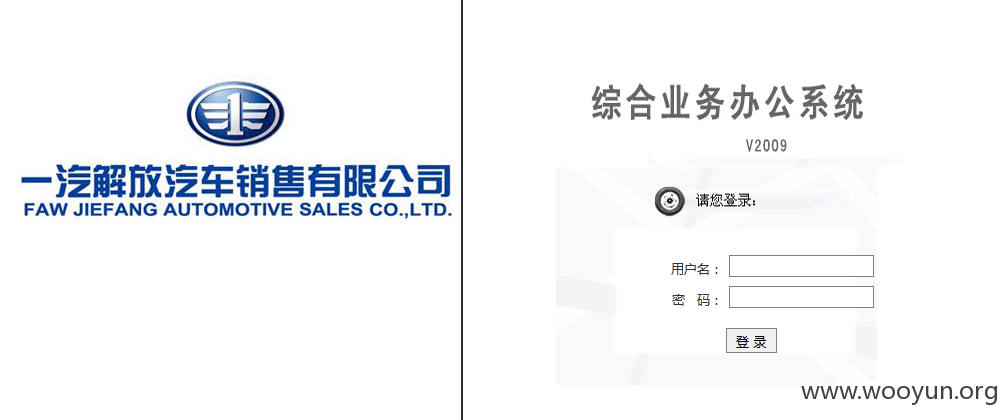 一汽解放汽车销售有限公司
FAW JIEFANG AUTOMOTIVE SALES CO.,LTD.
综合业务办公系统
V2009
请您登录:
用户名：
密 码：
登 录
www.wooyun.org